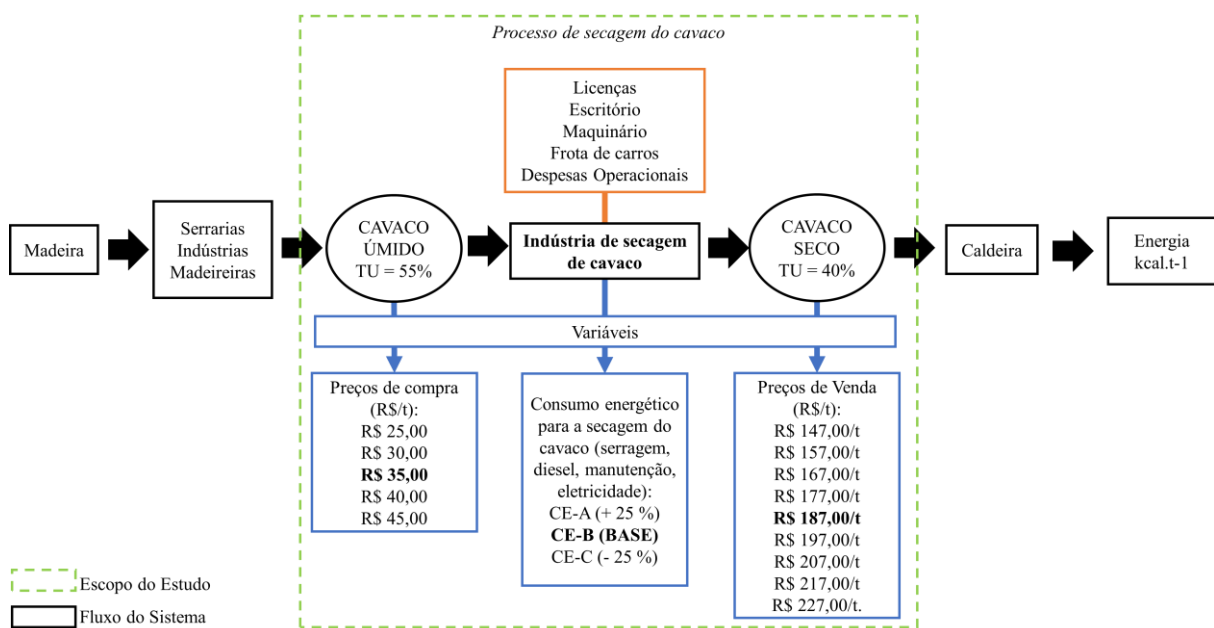 Processo de secagem do cavaco
Licenças
Escritório
Maquinário
Frota de carros
Despesas Operacionais
Madeira
Serrarias
Indústrias
Madeireiras
CAVACO
ÚMIDO
TU = 55%
Indústria de secagem
de cavaco
CAVACO
SECO
TU = 40%
Caldeira
Energia
kcal.t-1
Variáveis
Preços de compra
(R$/t):
R$ 25,00
R$ 30,00
R$ 35,00
R$ 40,00
R$ 45,00
Consumo energético
para a secagem do
cavaco (serragem,
diesel, manutenção,
eletricidade):
CE-A (+ 25 %)
CE-B (BASE)
CE-C (- 25 %)
Preços de Venda
(R$/t):
R$ 147,00/t
R$ 157,00/t
R$ 167,00/t
R$ 177,00/t
R$ 187,00/t
R$ 197,00/t
R$ 207,00/t
R$ 217,00/t
R$ 227,00/t.
Escopo do Estudo
Fluxo do Sistema